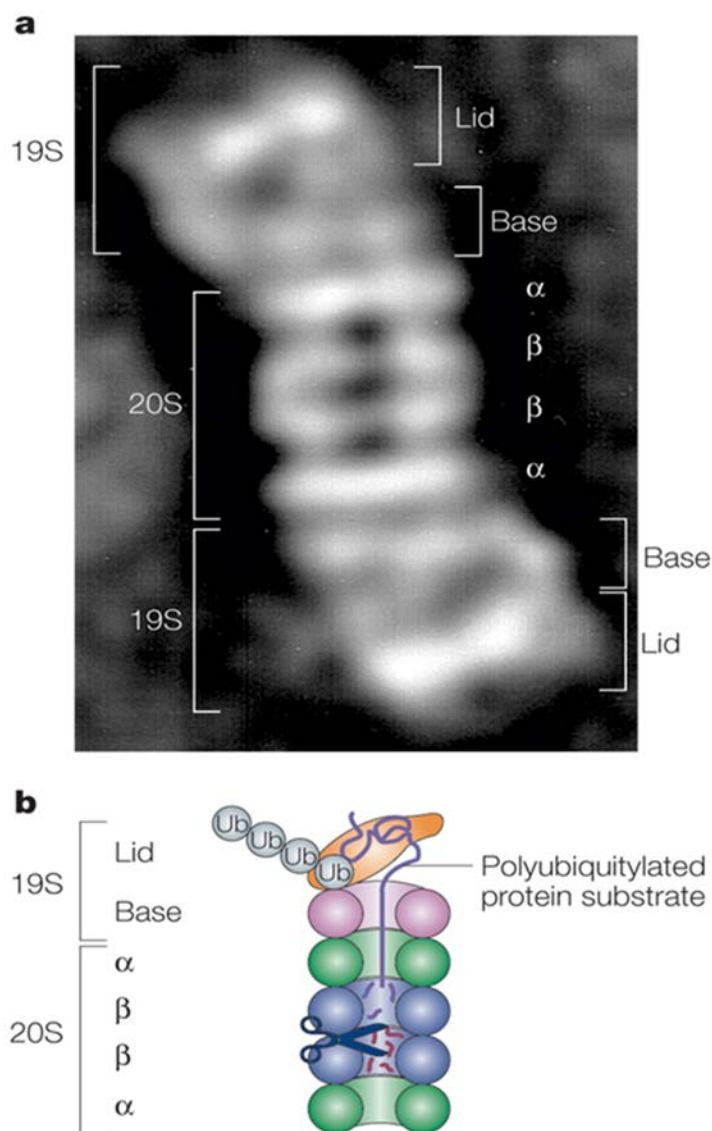 a
19S
Lid
Base
α
β
20S
β
α
Base
19S
Lid
b
Ub
Ub
Ub
Ub
Lid
19S
Base
Polyubiquitylated
protein substrate
α
β
20S
β
α